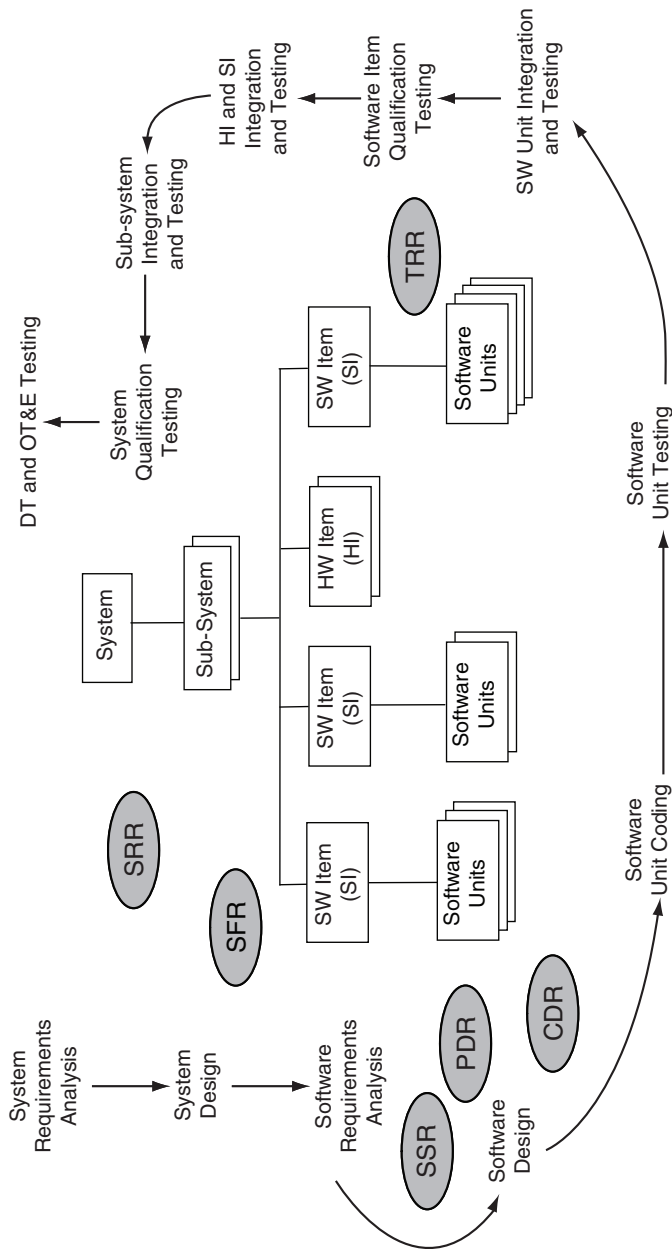 System
Requirements
Analysis
System
Design
Software
Requirements
Analysis
SSR
Software
Design
PDR
CDR
SRR
SFR
System
Sub-System
SW Item
(SI)
SW Item
(SI)
HW Item
(HI)
SW Item
(SI)
Software
Units
Software
Units
Software
Units
TRR
Software
Unit Coding
Software
Unit Testing
SW Unit Integration
and Testing
Software Item
Qualification
Testing
HI and SI
Integration
and Testing
Sub-system
Integration
and Testing
System
Qualification
Testing
DT and OT&E Testing